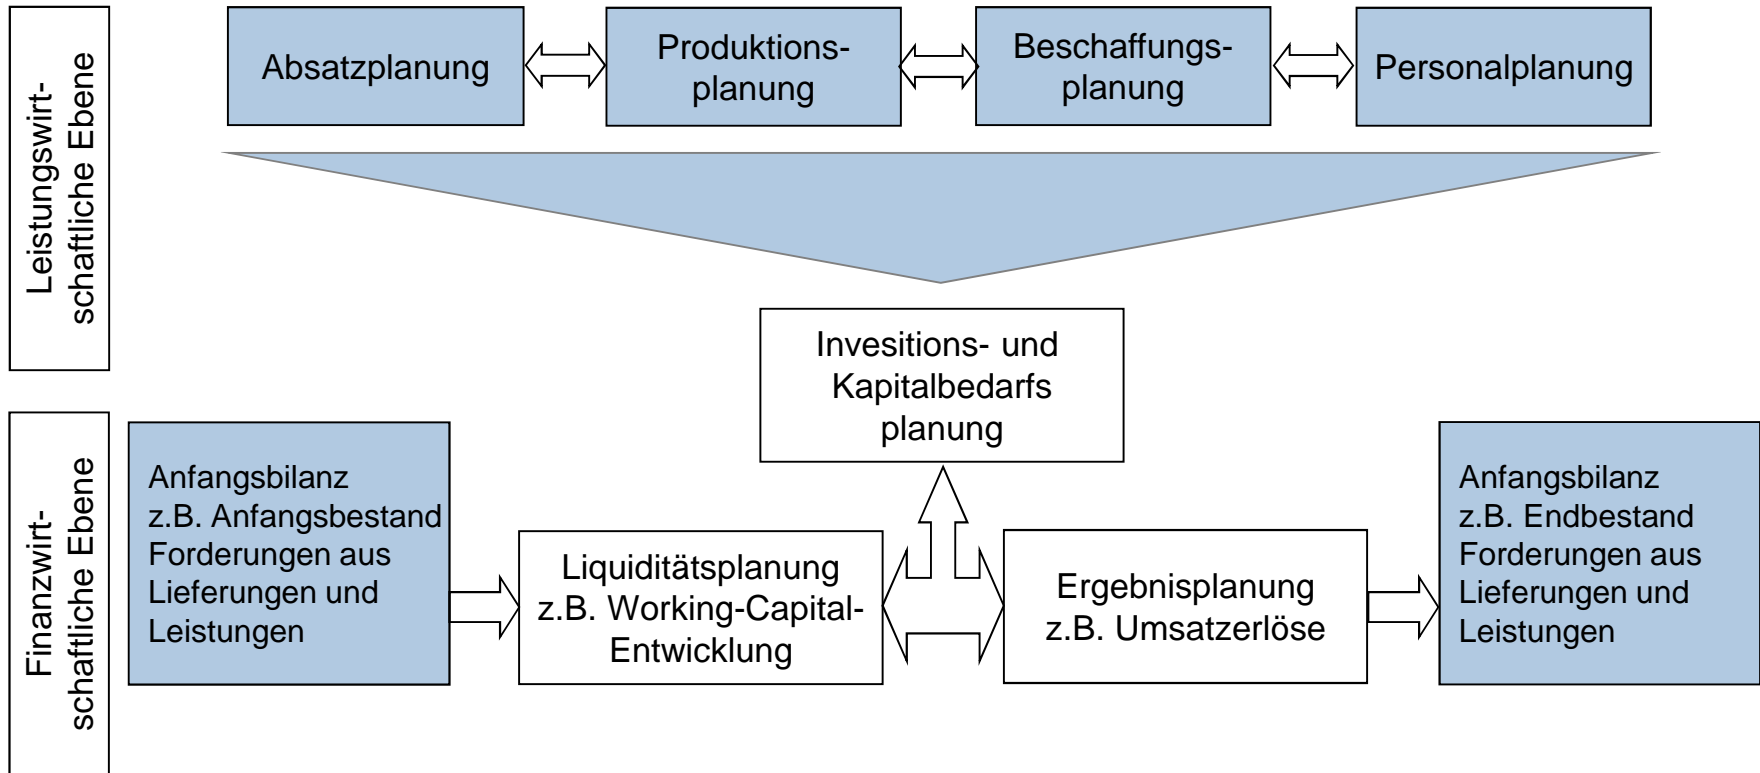 Leistungswirt-
schaftliche Ebene
Absatzplanung
Produktions-
planung
Beschaffungs-
planung
Personalplanung
Invesitions- und
Kapitalbedarfs
planung
Finanzwirt-
schaftliche Ebene
Anfangsbilanz
z.B. Anfangsbestand
Forderungen aus
Lieferungen und
Leistungen
Liquiditätsplanung
z.B. Working-Capital-
Entwicklung
Ergebnisplanung
z.B. Umsatzerlöse
Anfangsbilanz
z.B. Endbestand
Forderungen aus
Lieferungen und
Leistungen